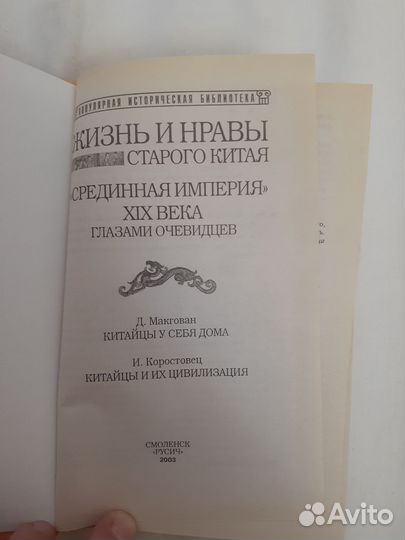 ПОПУЛЯРНАЯ ИСТОРИЧЕСКАЯ БИБЛИОТЕКА
ЖИЗНЬ И НРАВЫ
СТАРОГО КИТАЯ
«СРЕДИННАЯ ИМПЕРИЯ»
XIX ВЕКА
ГЛАЗАМИ ОЧЕВИДЦЕВ
Д. Макгован
КИТАЙЦЫ У СЕБЯ ДОМА
И. Коростовец
КИТАЙЦЫ И ИХ ЦИВИЛИЗАЦИЯ
СМОЛЕНСК
«РУСИЧ»
2003
Avito